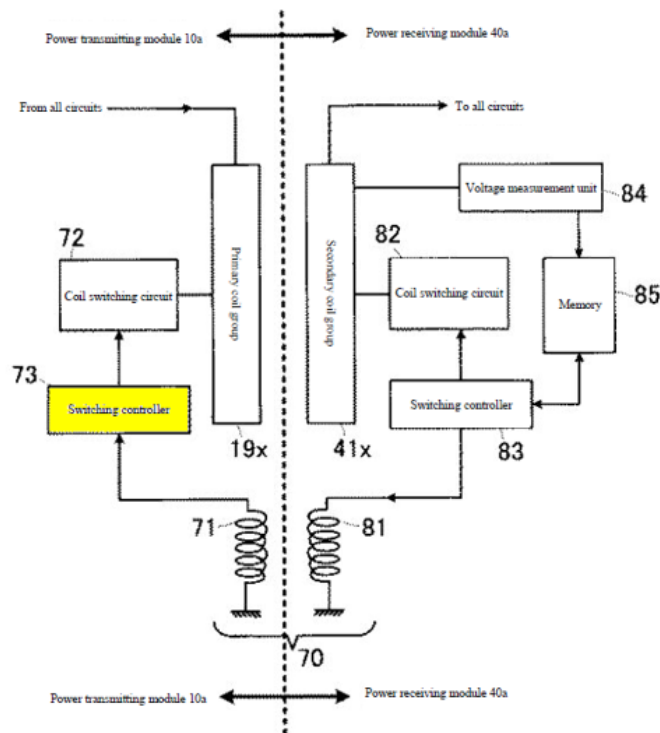 Power transmitting module 10a
Power receiving module 40a
From all circuits
To all circuits
Voltage measurement unit
84
72
82
Coil switching circuit
Primary coil group
Secondary coil group
Coil switching circuit
Memory
85
73
Switching controller
Switching controller
19x
41x
83
71
81
70
Power transmitting module 10a
Power receiving module 40a